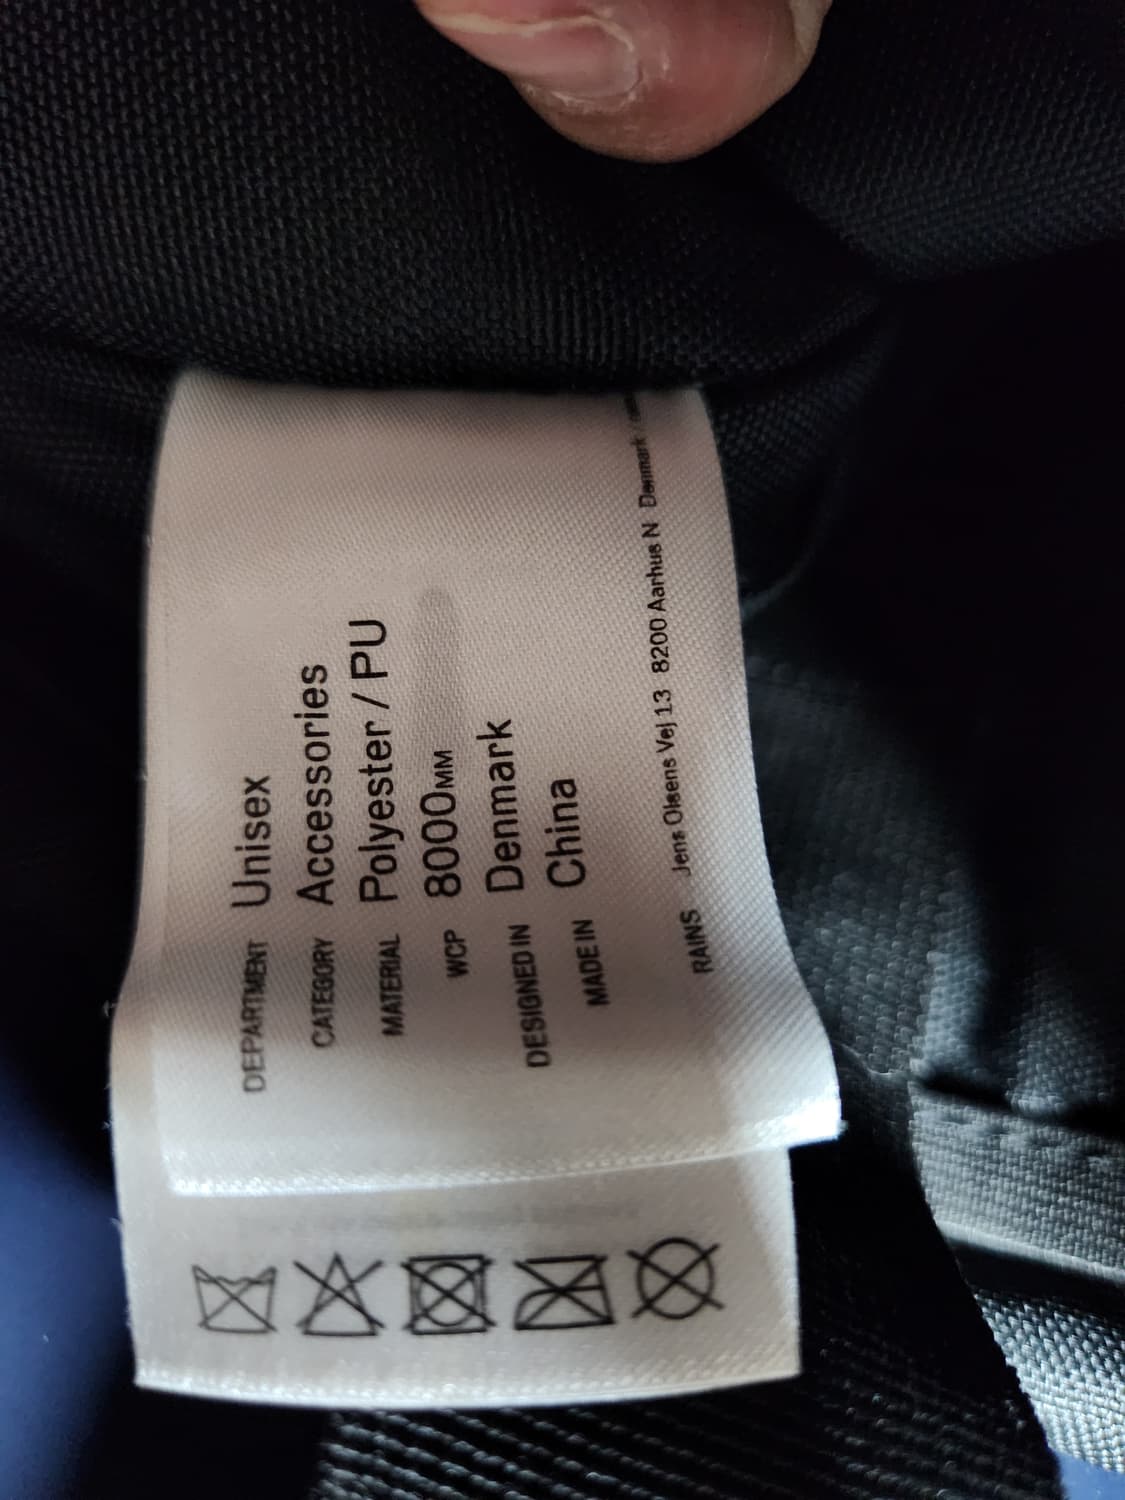 DEPARTMENT Unisex
CATEGORY Accessories
MATERIAL Polyester / PU
WCP 8000MM
DESIGNED IN Denmark
MADE IN China
RAINS Jens Olsens Vej 13 8200 Aarhus N Denmark /